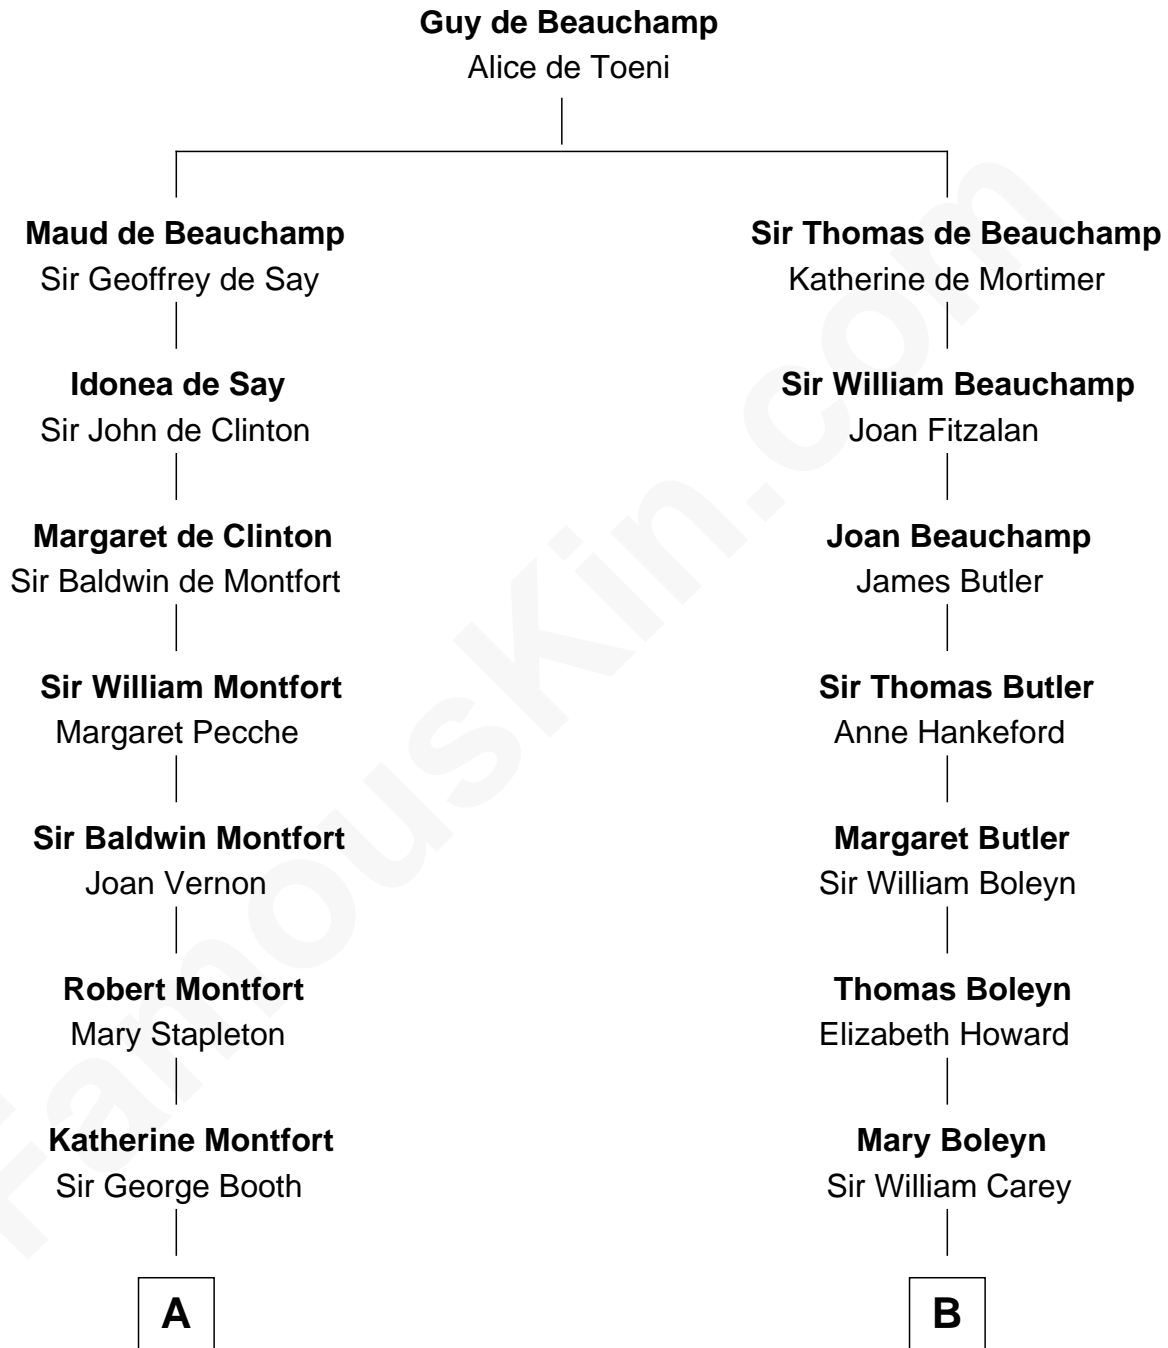 Guy de Beauchamp
Alice de Toeni
Maud de Beauchamp
Sir Geoffrey de Say
Sir Thomas de Beauchamp
Katherine de Mortimer
Idonea de Say
Sir John de Clinton
Sir William Beauchamp
Joan Fitzalan
Margaret de Clinton
Sir Baldwin de Montfort
Joan Beauchamp
James Butler
Sir William Montfort
Margaret Pecche
Sir Thomas Butler
Anne Hankeford
Sir Baldwin Montfort
Joan Vernon
Margaret Butler
Sir William Boleyn
Robert Montfort
Mary Stapleton
Thomas Boleyn
Elizabeth Howard
Katherine Montfort
Sir George Booth
Mary Boleyn
Sir William Carey
A
B
FamousKin.com